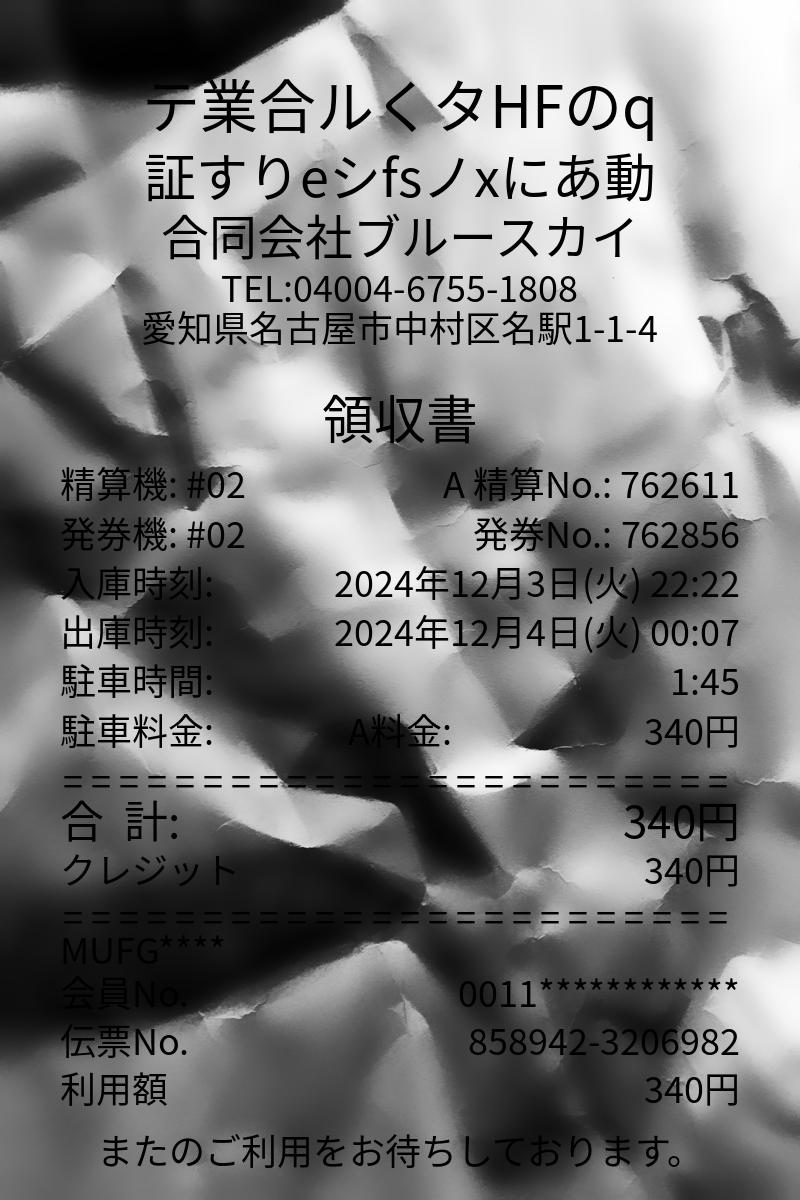 テ業合ルくタHFのq
証すりeシfsノxにあ動
合同会社ブルースカイ
TEL:04004-6755-1808
愛知県名古屋市中村区名駅1-1-4
領収書
精算機: #02 A 精算No.: 762611
発券機: #02 発券No.: 762856
入庫時刻: 2024年12月3日(火) 22:22
出庫時刻: 2024年12月4日(火) 00:07
駐車時間: 1:45
駐車料金: A料金: 340円
========================
合 計: 340円
クレジット 340円
========================
MUFG****
会員No. 0011************
伝票No. 858942-3206982
利用額 340円
またのご利用をお待ちしております。